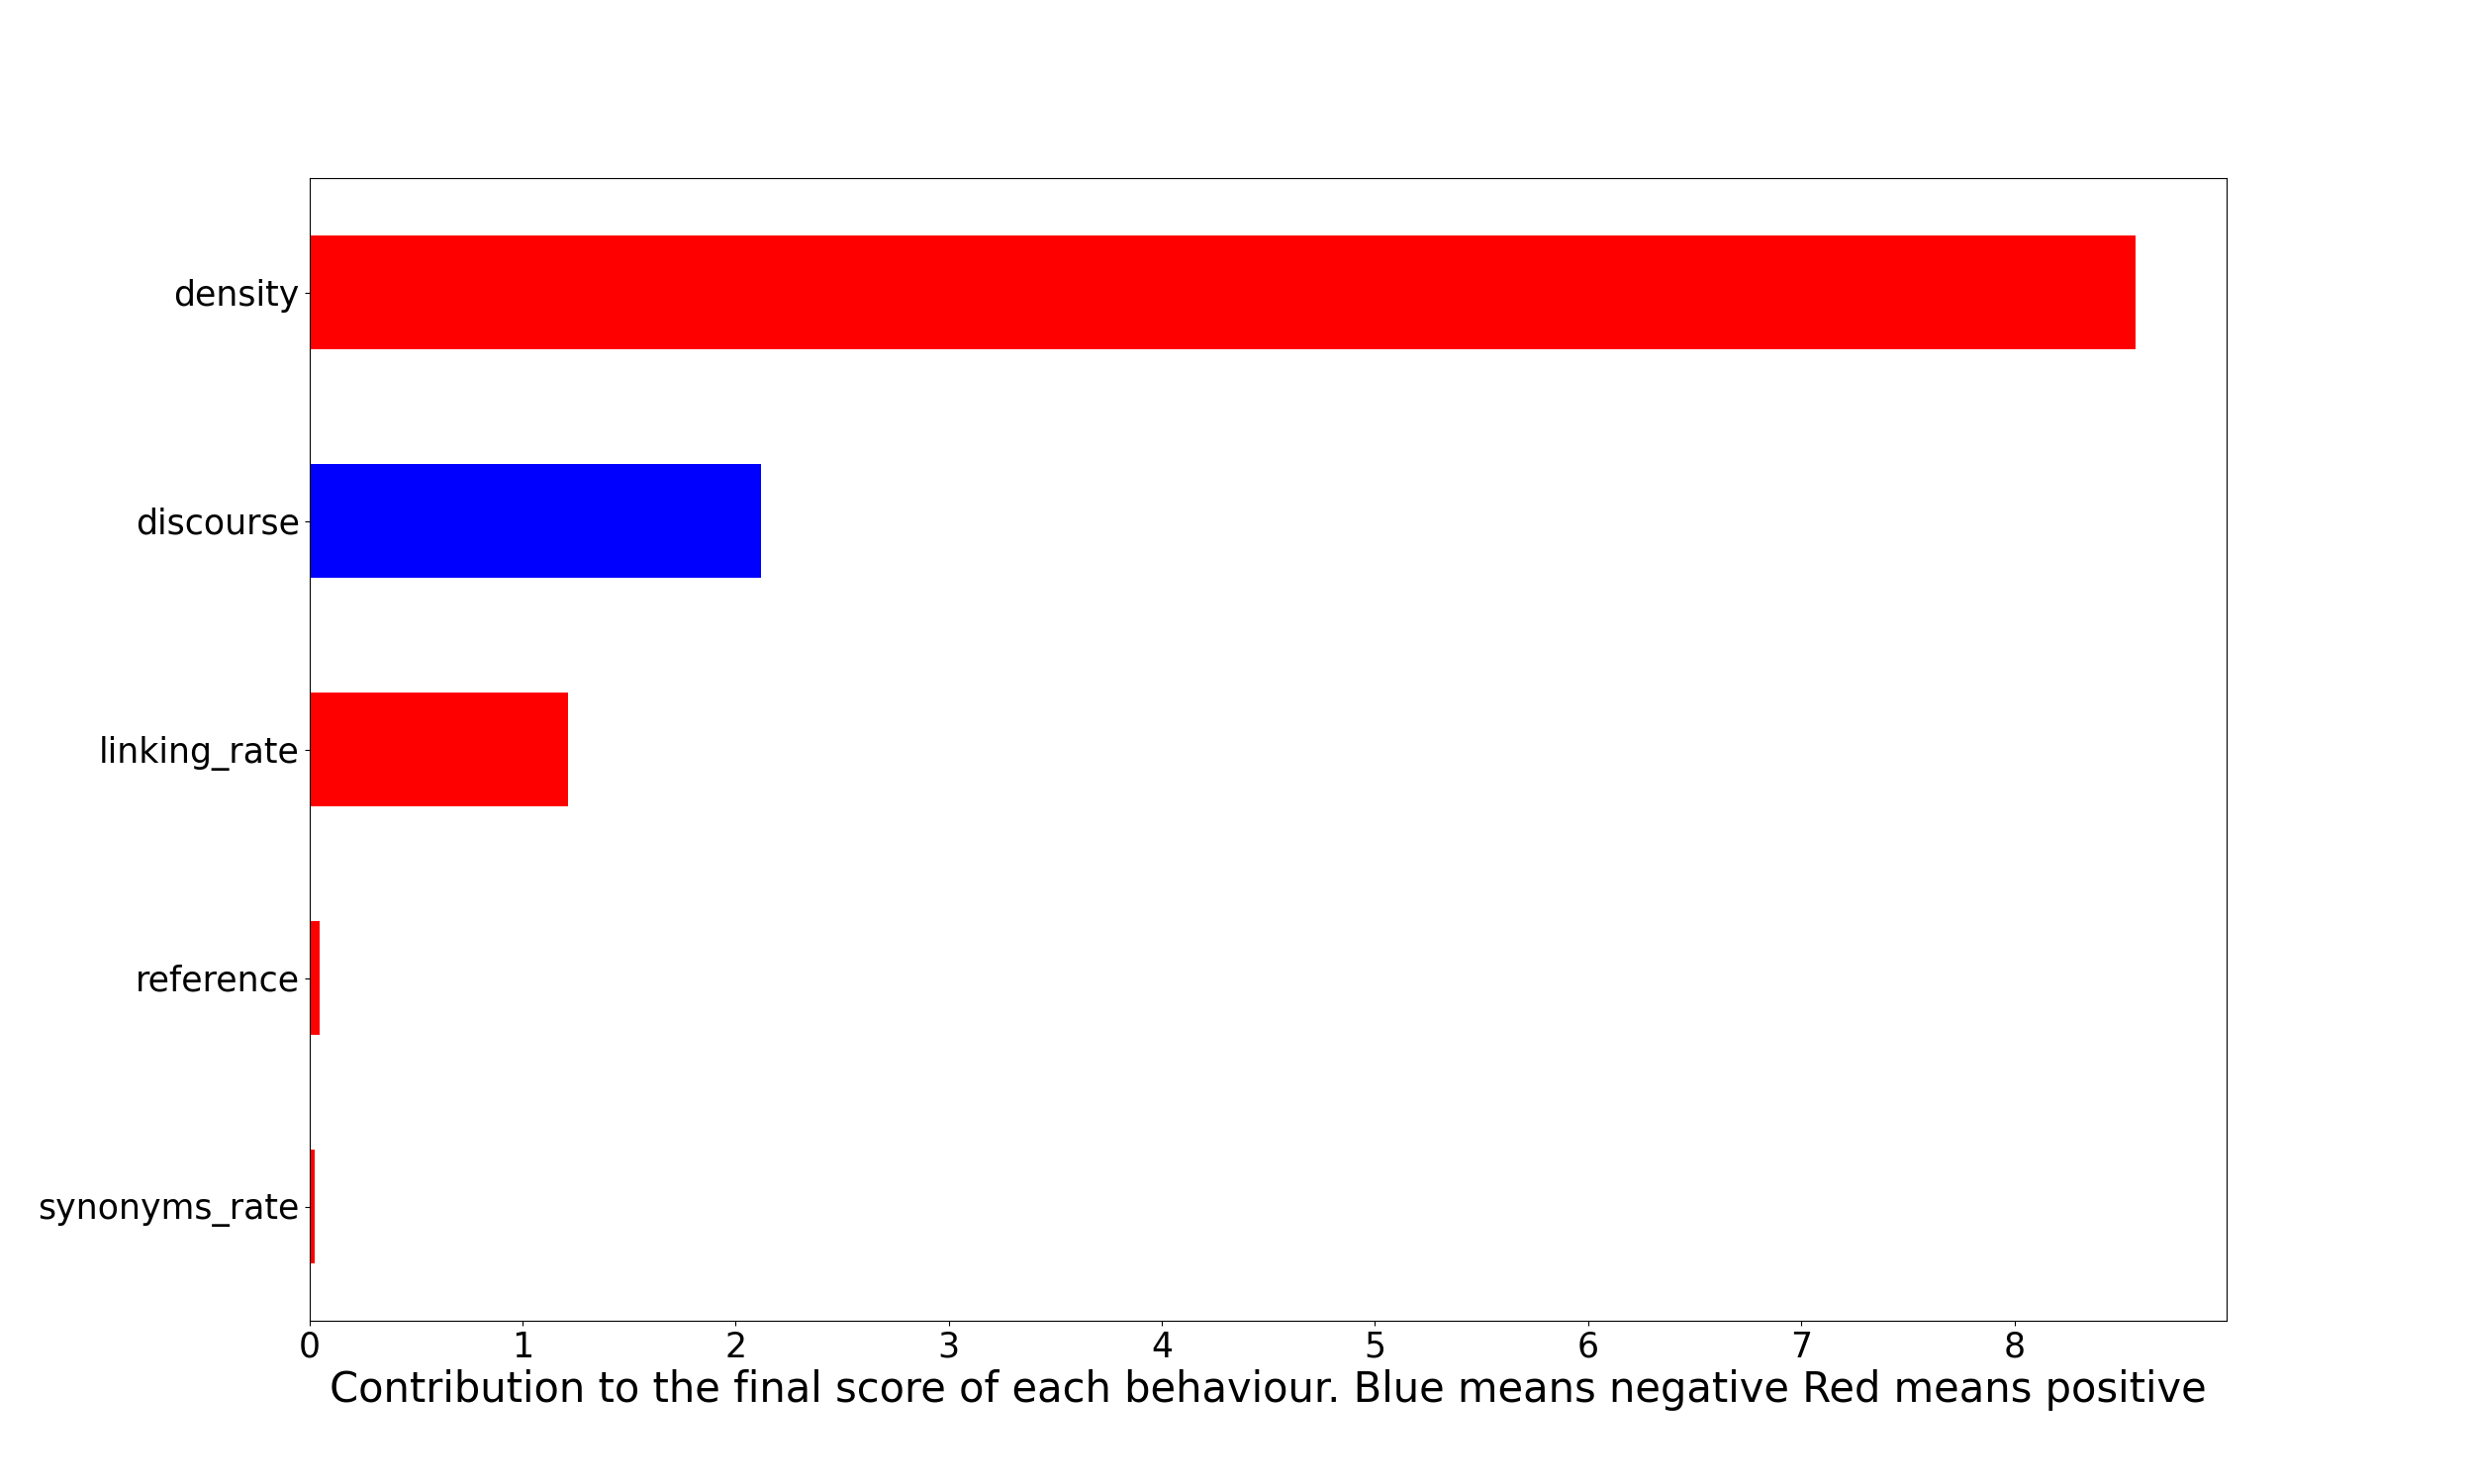 density
discourse
linking_rate
reference
synonyms_rate
0 1 2 3 4 5 6 7 8
Contribution to the final score of each behaviour. Blue means negative Red means positive